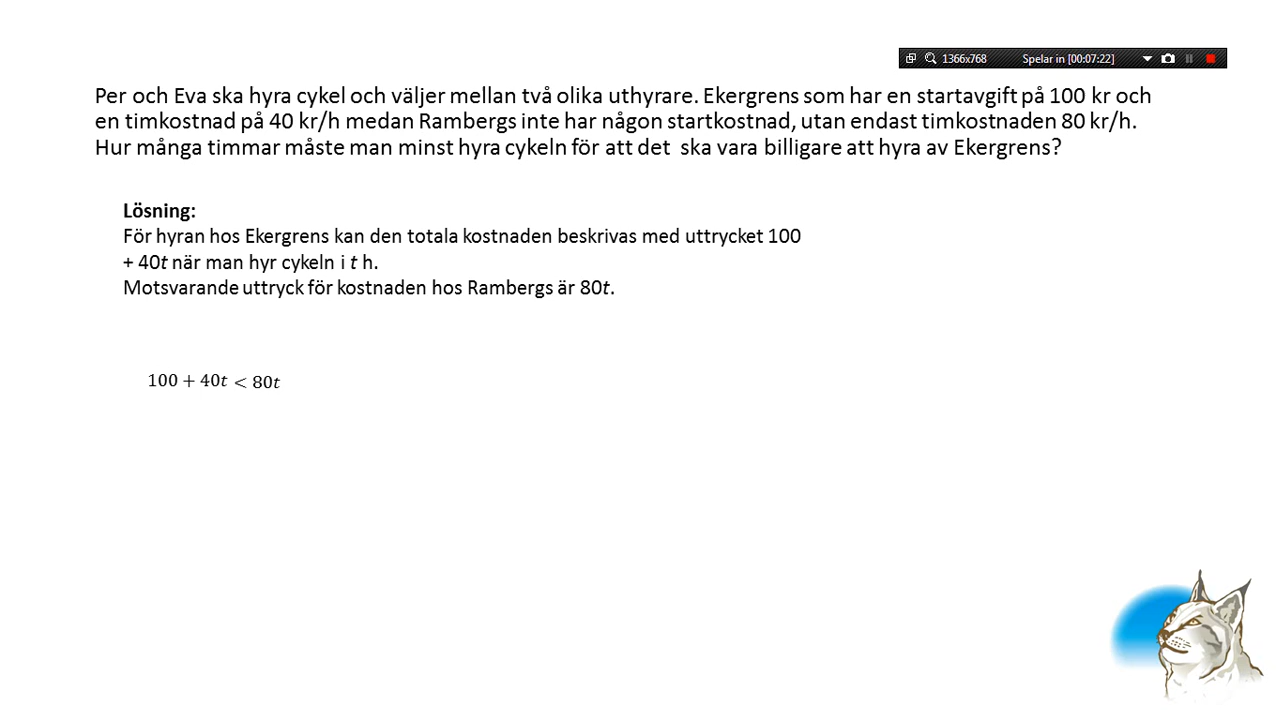 1366x768 Spelar in [00:07:22]
Per och Eva ska hyra cykel och väljer mellan två olika uthyrare. Ekergrens som har en startavgift på 100 kr och
en timkostnad på 40 kr/h medan Rambergs inte har någon startkostnad, utan endast timkostnaden 80 kr/h.
Hur många timmar måste man minst hyra cykeln för att det ska vara billigare att hyra av Ekergrens?
Lösning:
För hyran hos Ekergrens kan den totala kostnaden beskrivas med uttrycket 100
+ 40t när man hyr cykeln i t h.
Motsvarande uttryck för kostnaden hos Rambergs är 80t.
100 + 40t < 80t